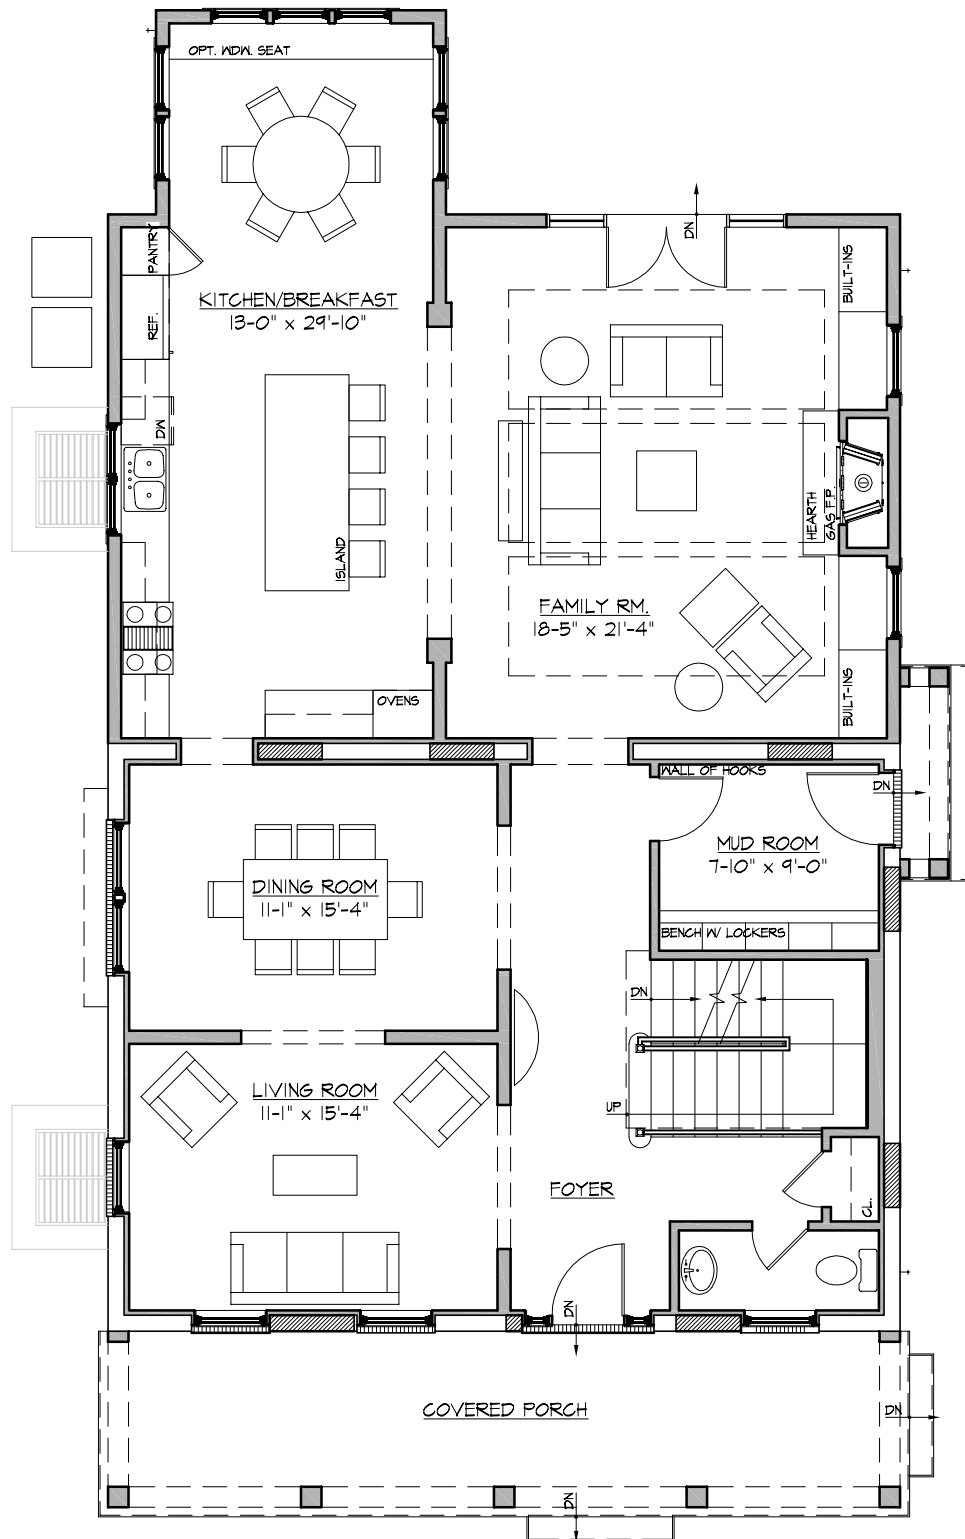 OPT. WDW. SEAT
PANTRY
DN
BUILT-INS
KITCHEN/BREAKFAST
13'-0" x 29'-10"
REF.
DW
ISLAND
HEARTH
GAS F.P.
FAMILY RM.
18'-5" x 21'-4"
OVENS
BUILT-INS
WALL OF HOOKS
DN
MUD ROOM
7'-10" x 9'-0"
DINING ROOM
11'-1" x 15'-4"
BENCH W/ LOCKERS
DN
LIVING ROOM
11'-1" x 15'-4"
UP
FOYER
CL.
DN
COVERED PORCH
DN
DN